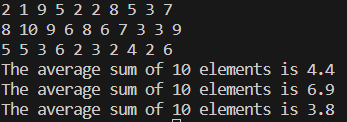 2 1 9 5 2 2 8 5 3 7
8 10 9 6 8 6 7 3 3 9
5 5 3 6 2 3 2 4 2 6
The average sum of 10 elements is 4.4
The average sum of 10 elements is 6.9
The average sum of 10 elements is 3.8